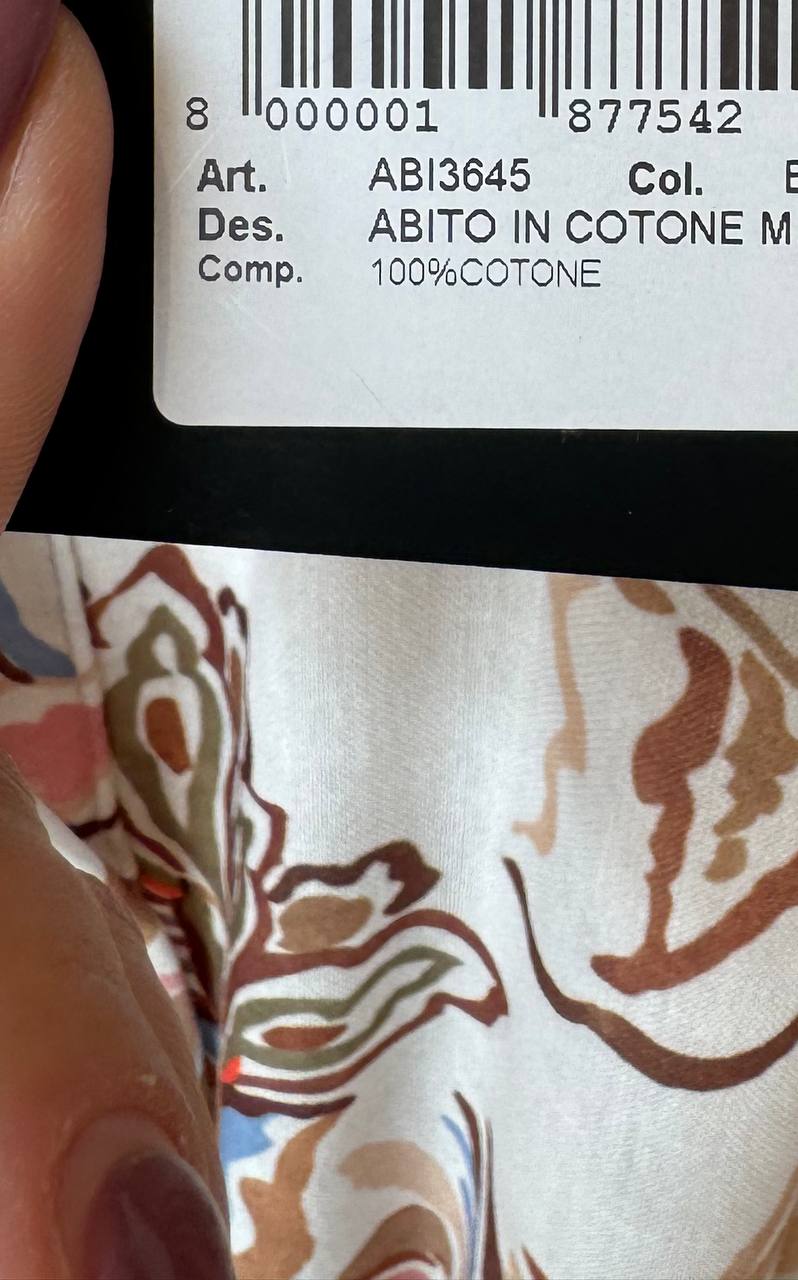 8 000001 877542
Art. ABI3645 Col.
Des. ABITO IN COTONE M
Comp. 100%COTONE